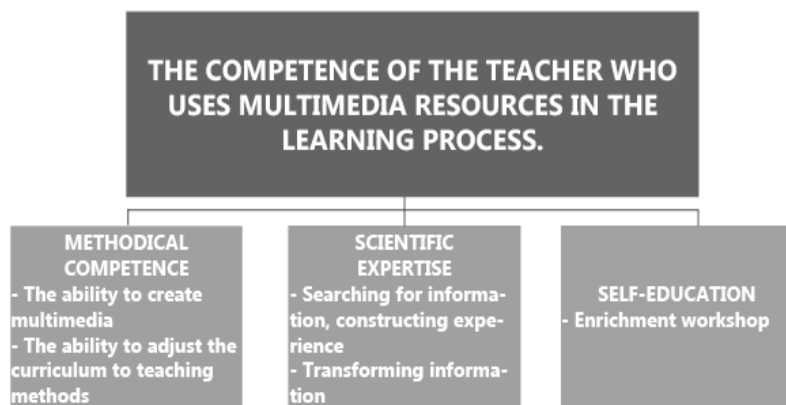 THE COMPETENCE OF THE TEACHER WHO
USES MULTIMEDIA RESOURCES IN THE
LEARNING PROCESS.
METHODICAL
COMPETENCE
- The ability to create
multimedia
- The ability to adjust the
curriculum to teaching
methods
SCIENTIFIC
EXPERTISE
- Searching for informa-
tion, constructing expe-
rience
- Transforming informa-
tion
SELF-EDUCATION
- Enrichment workshop